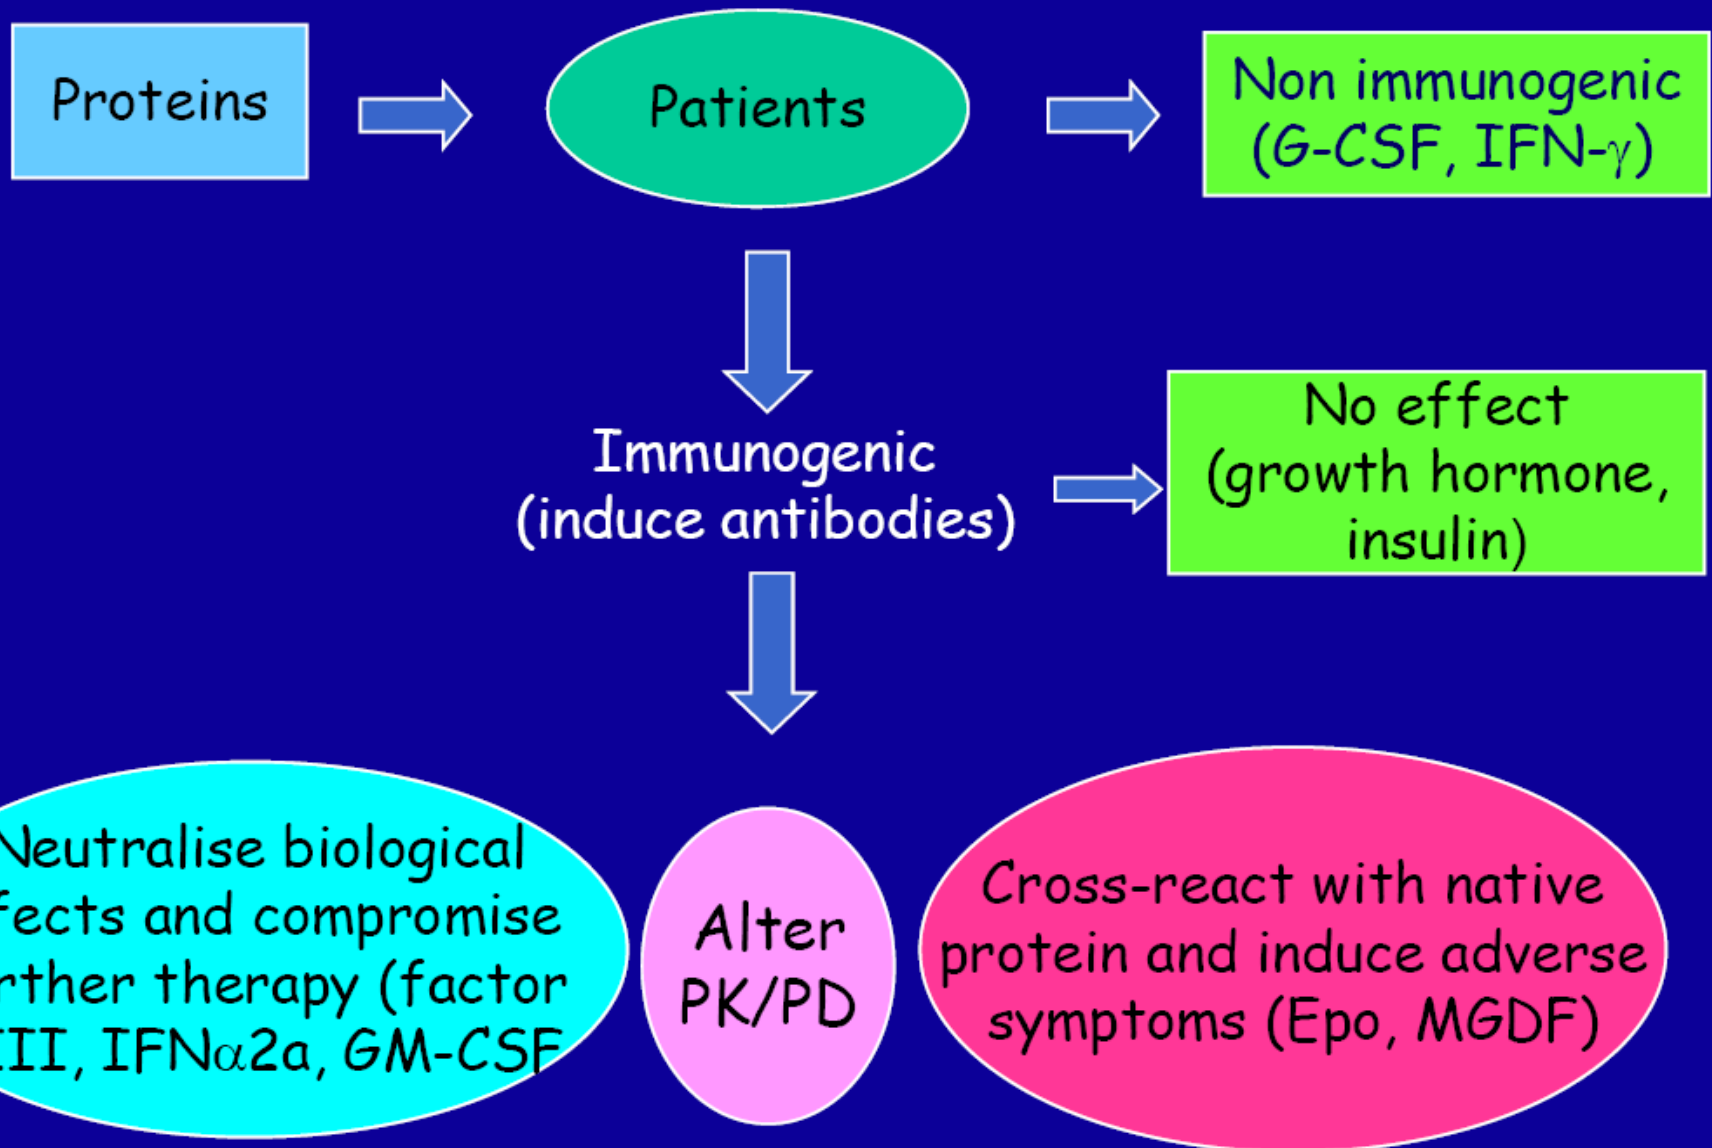 Proteins
Patients
Non immunogenic
(G-CSF, IFN-γ)
Immunogenic
(induce antibodies)
No effect
(growth hormone,
insulin)
Neutralise biological
fects and compromise
rther therapy (factor
III, IFNα2a, GM-CSF
Alter
PK/PD
Cross-react with native
protein and induce adverse
symptoms (Epo, MGDF)